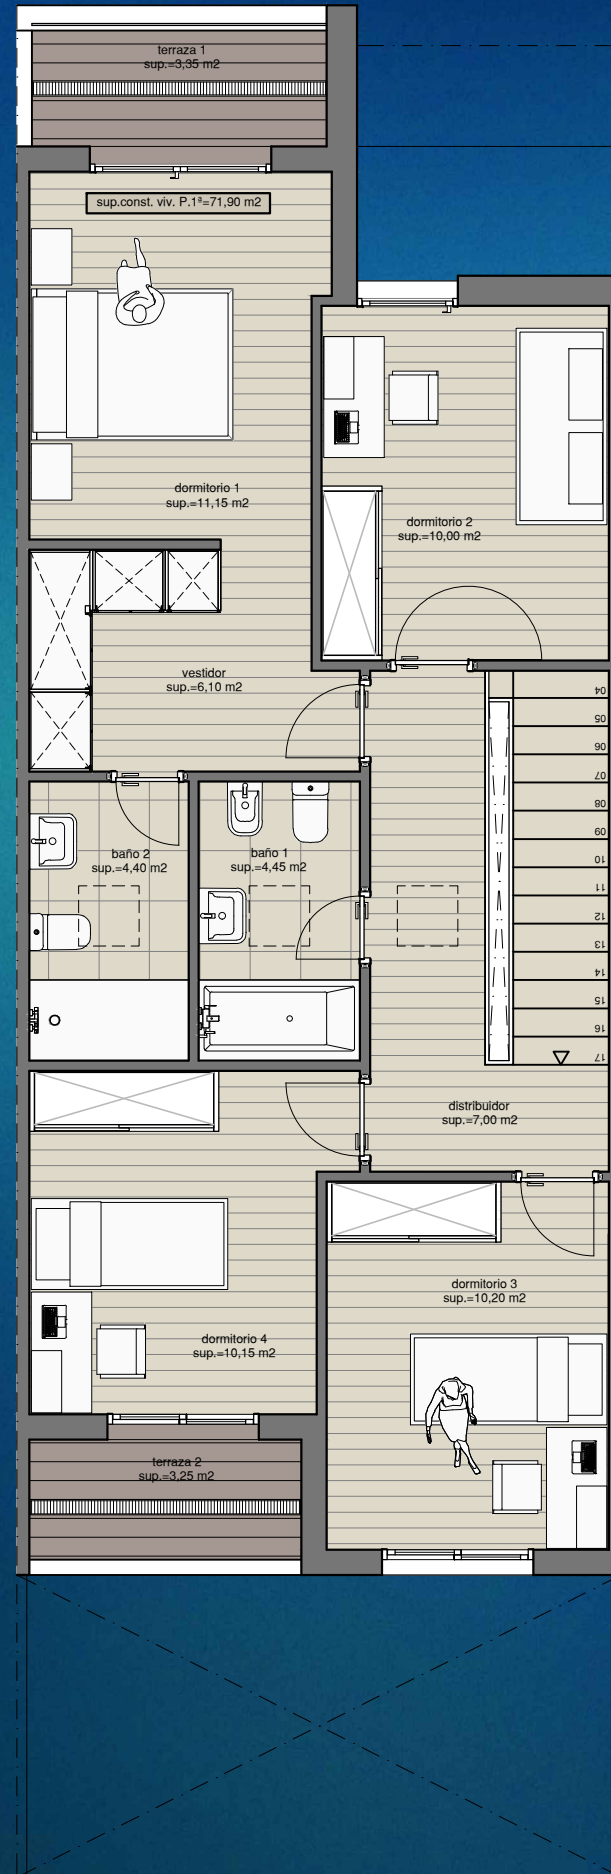 terraza 1
sup.=3,35 m2
sup.const. viv. P.1ª=71,90 m2
dormitorio 1
sup.=11,15 m2
dormitorio 2
sup.=10,00 m2
vestidor
sup.=6,10 m2
04
05
06
07
08
09
10
11
12
13
14
15
16
17
baño 2
sup.=4,40 m2
baño 1
sup.=4,45 m2
distribuidor
sup.=7,00 m2
dormitorio 3
sup.=10,20 m2
dormitorio 4
sup.=10,15 m2
terraza 2
sup.=3,25 m2